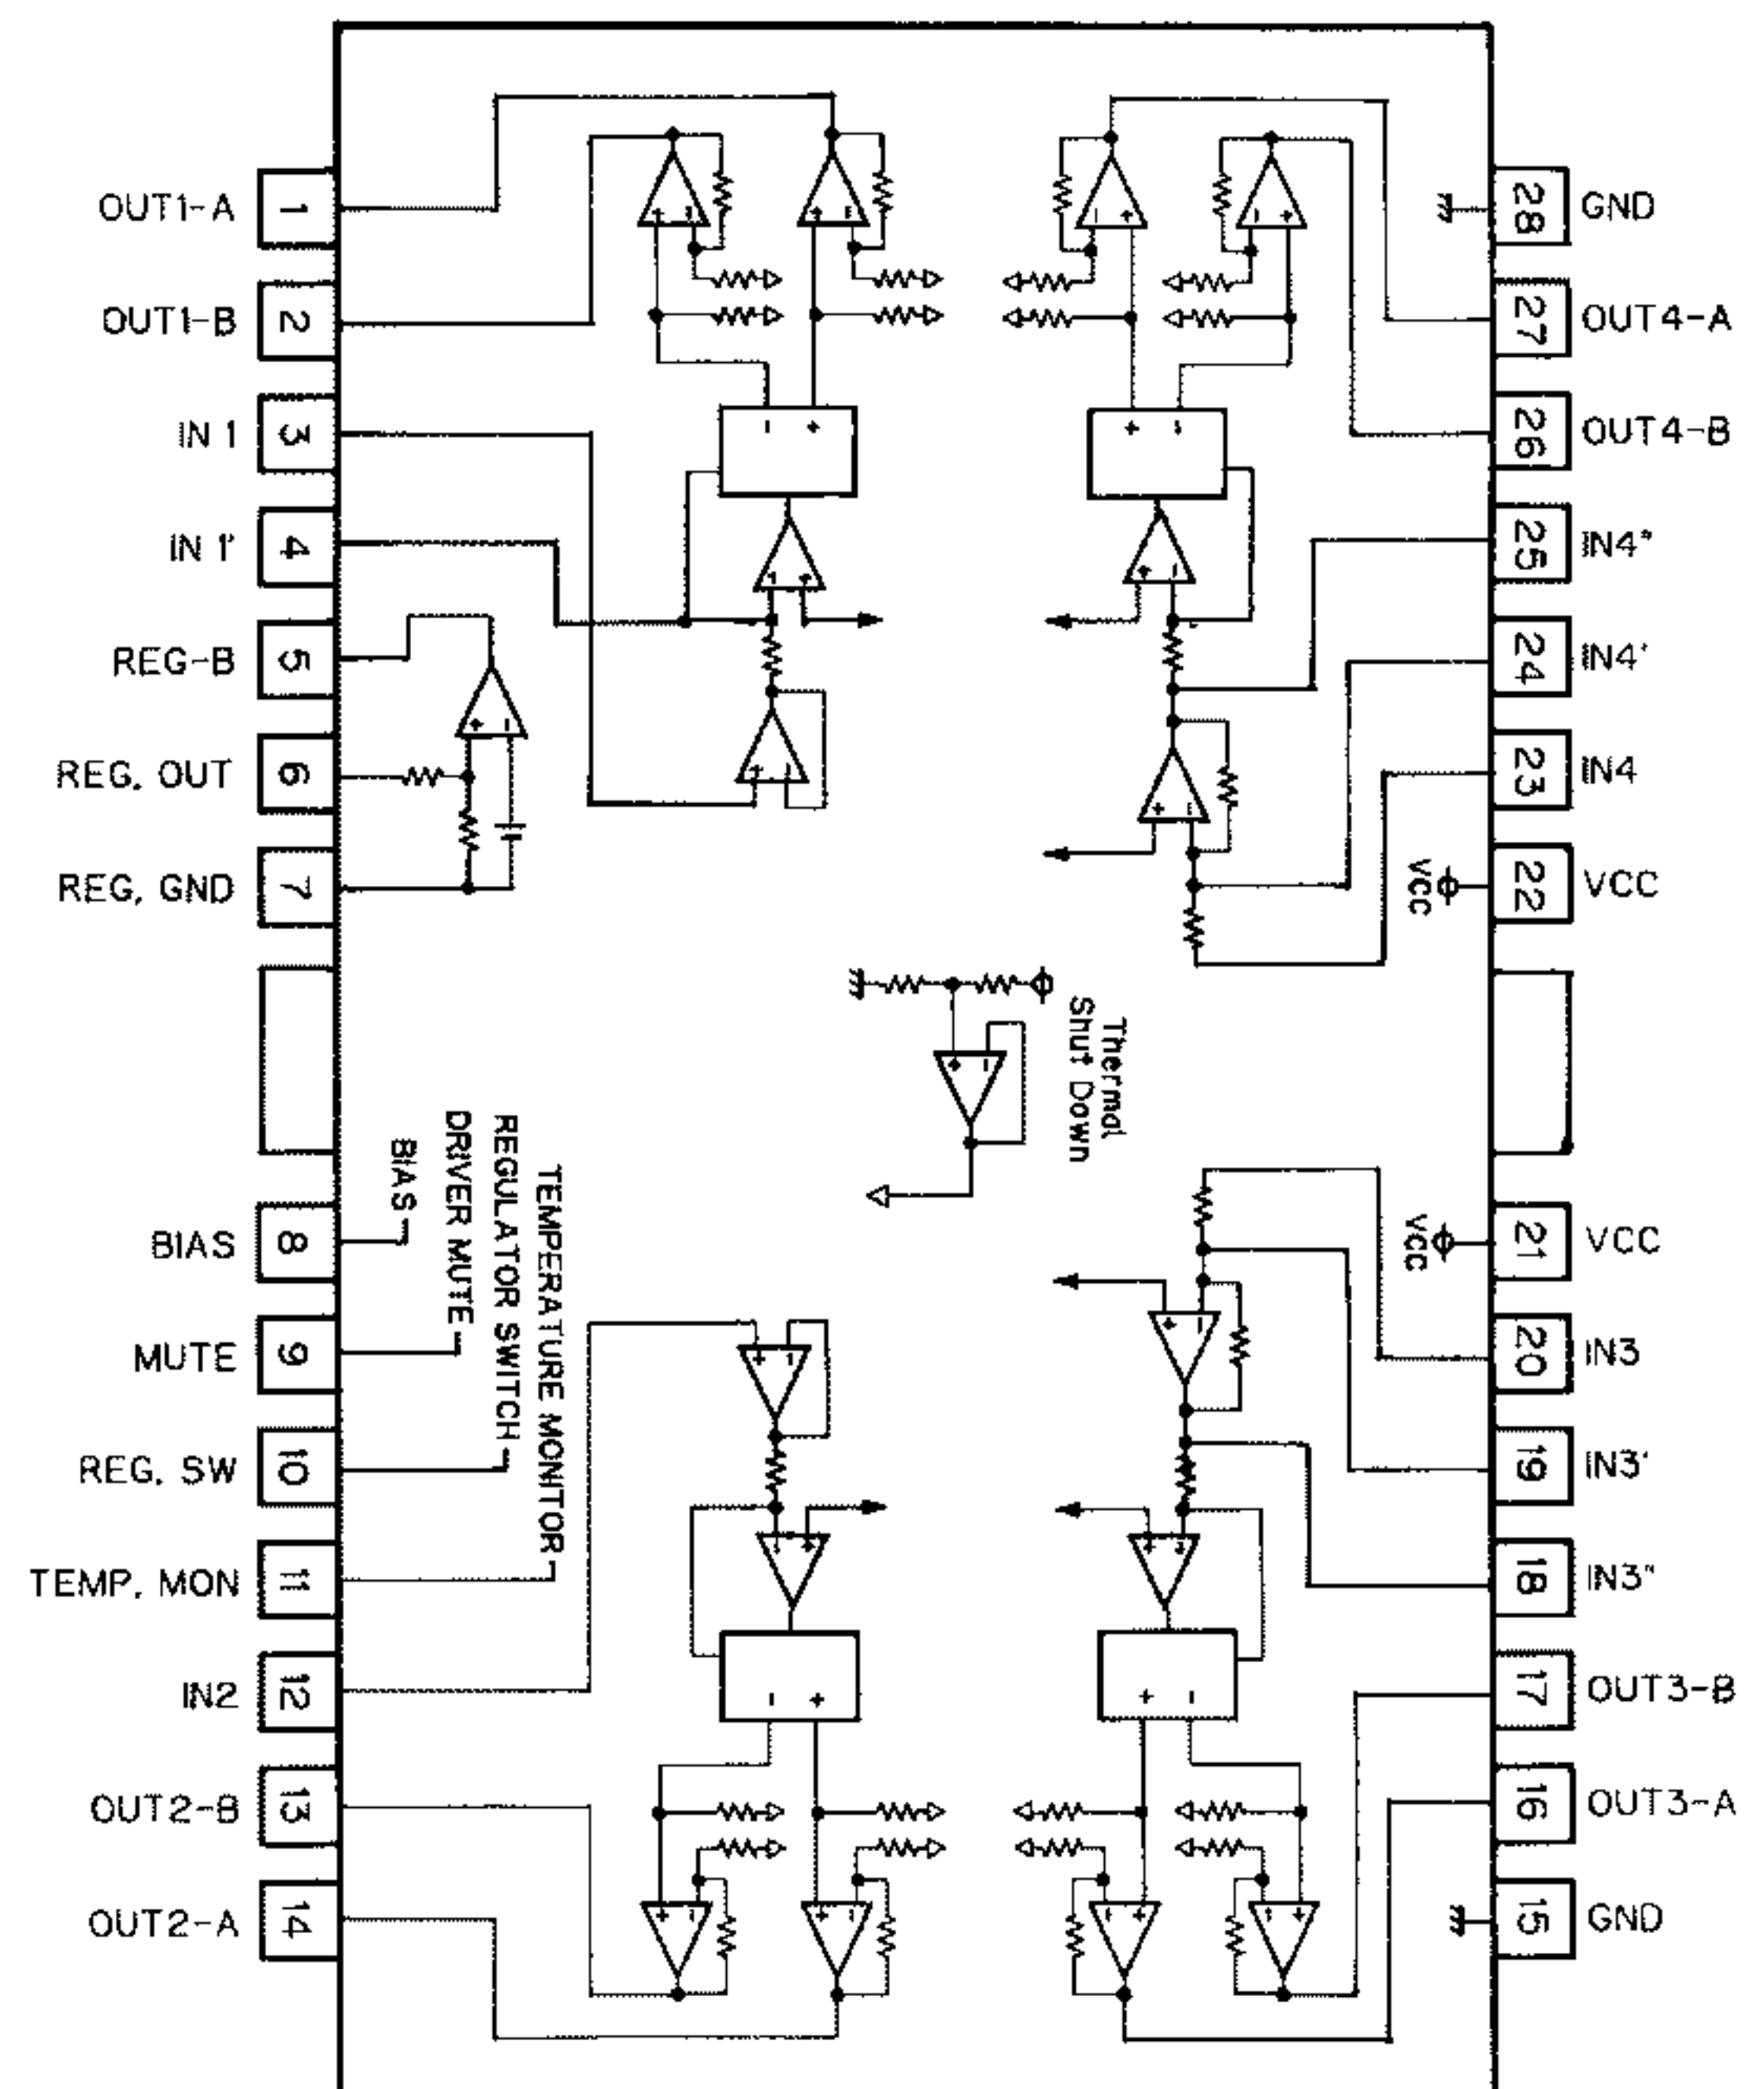 OUT1-A 1
OUT1-B 2
IN 1 3
IN 1' 4
REG-B 5
REG. OUT 6
REG. GND 7
BIAS 8
MUTE 9
REG. SW 10
TEMP. MON 11
IN2 12
OUT2-B 13
OUT2-A 14
28 GND
27 OUT4-A
26 OUT4-B
25 IN4"
24 IN4'
23 IN4
VCC 22 VCC
VCC 21 VCC
20 IN3
19 IN3'
18 IN3"
17 OUT3-B
16 OUT3-A
15 GND
Thermal
Shut Down
BIAS
DRIVER MUTE
REGULATOR SWITCH
TEMPERATURE MONITOR